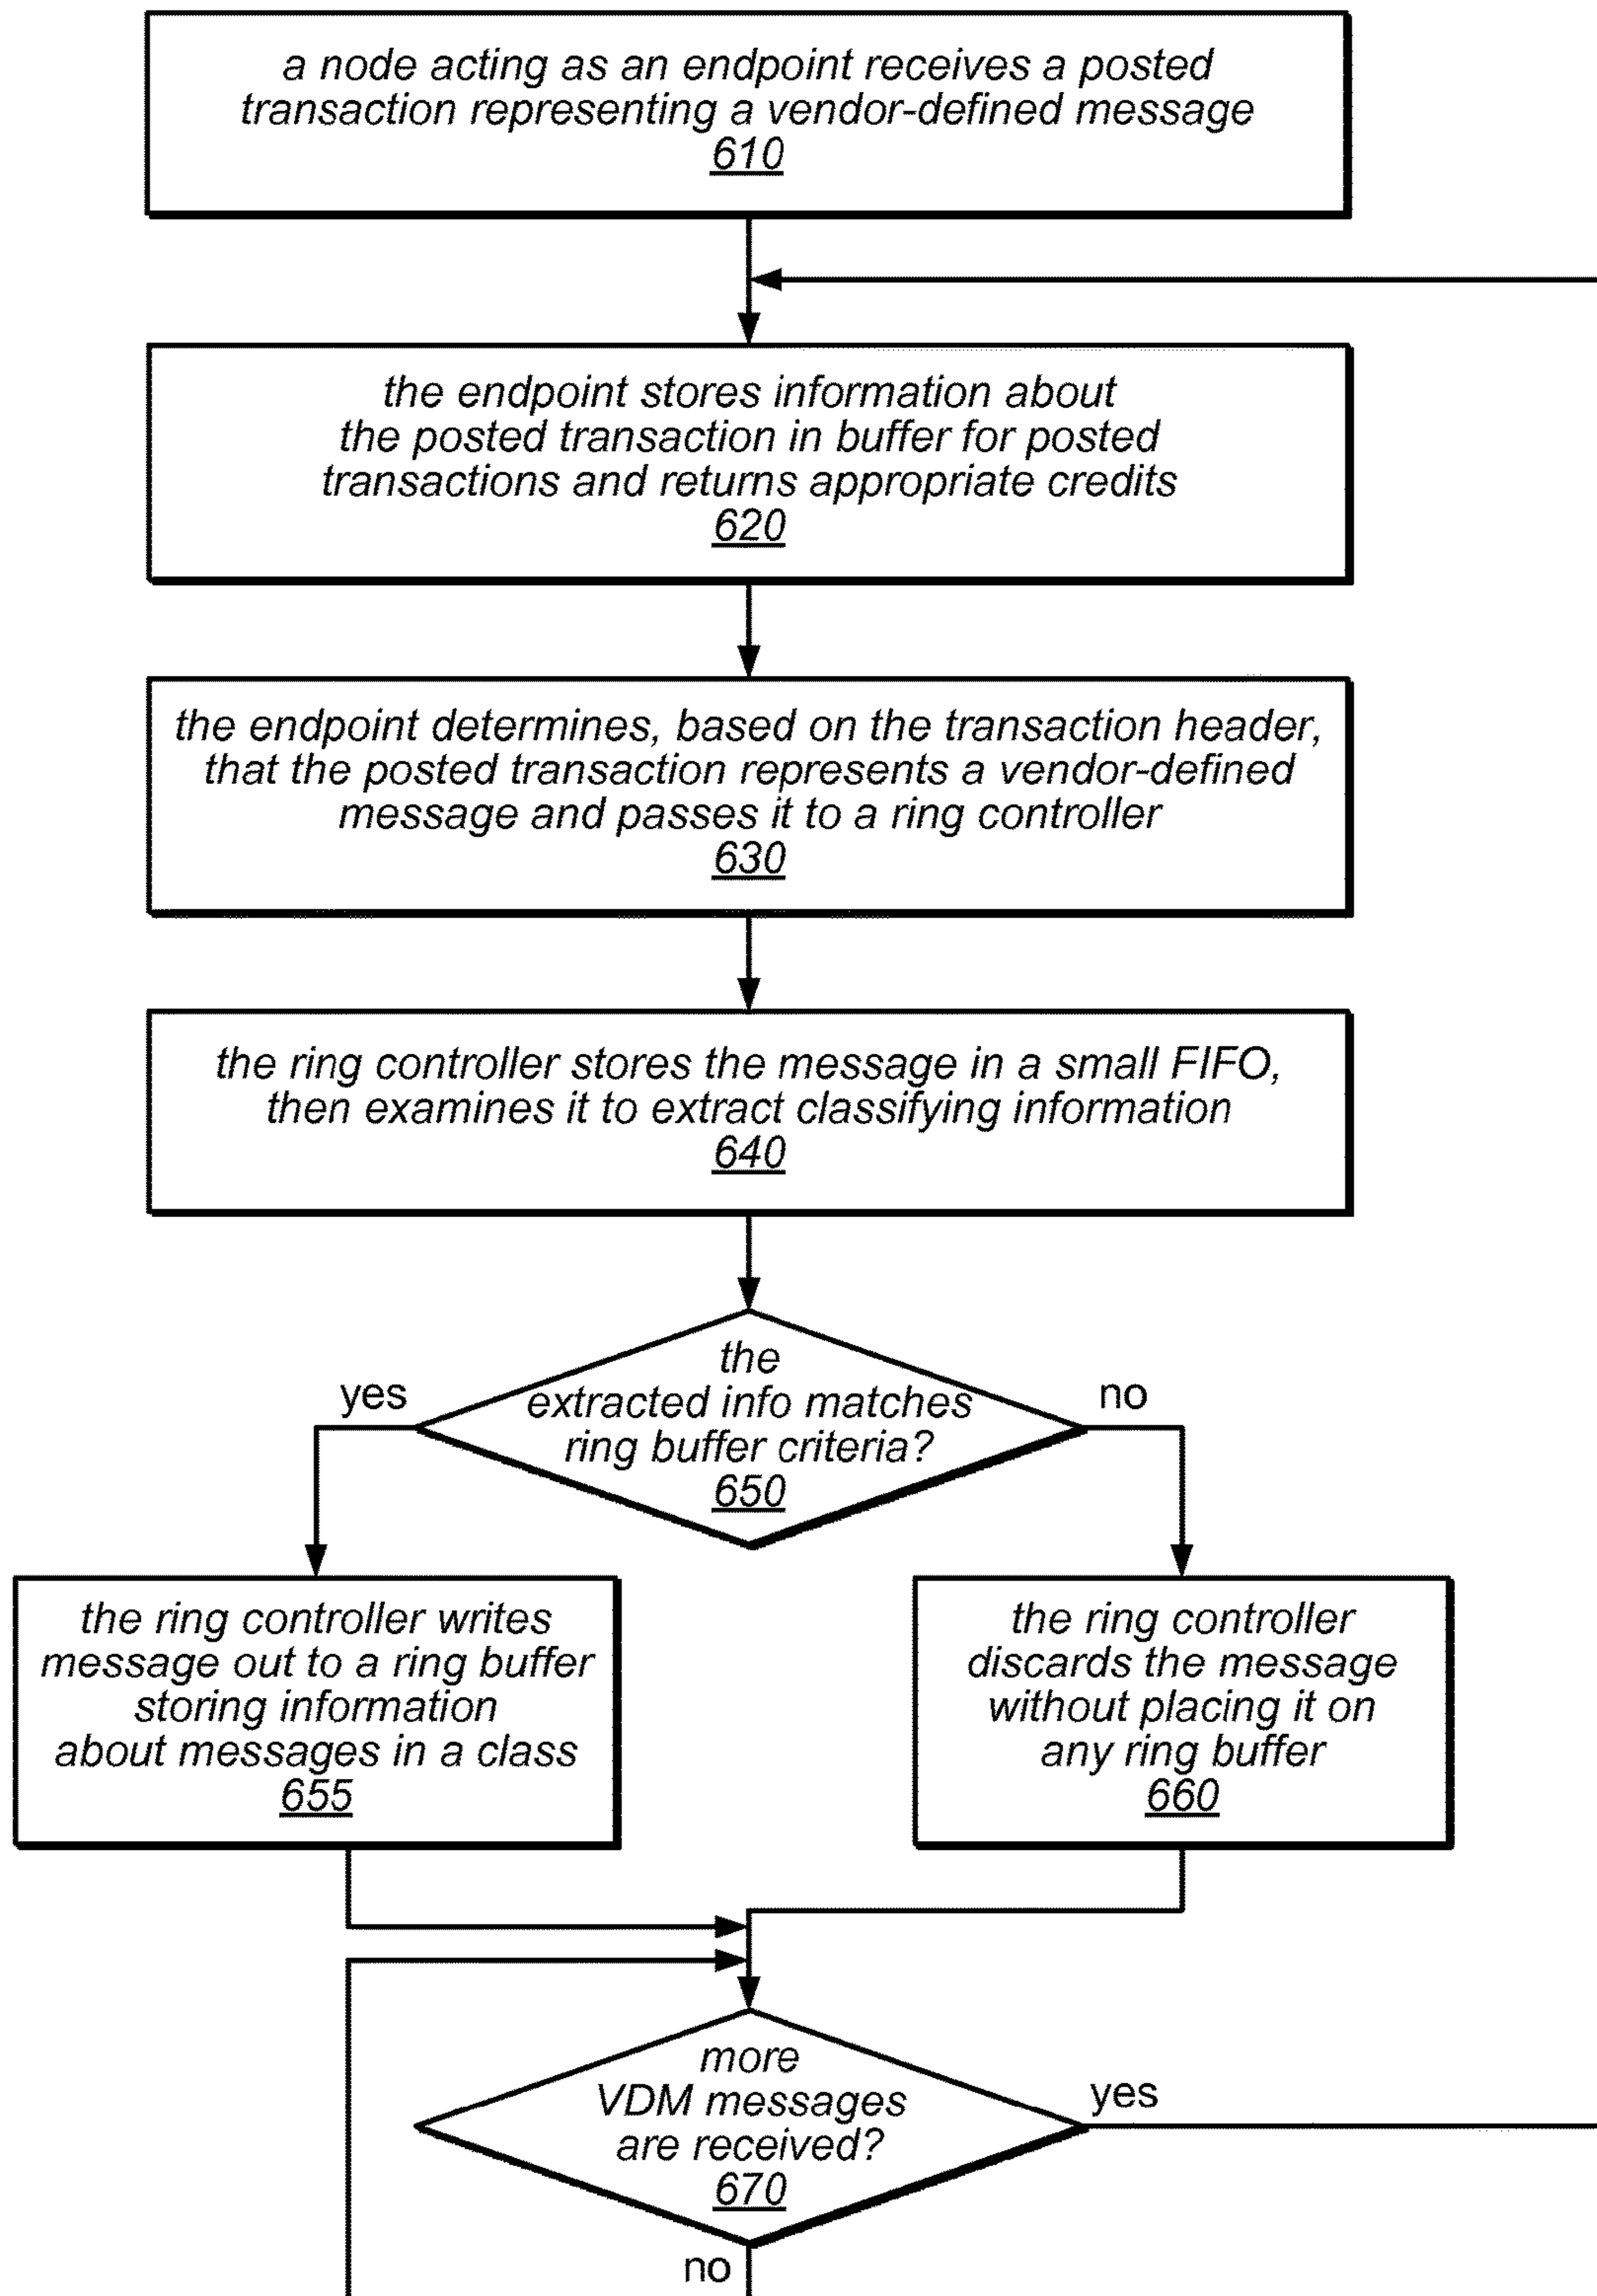 a node acting as an endpoint receives a posted
transaction representing a vendor-defined message
610
the endpoint stores information about
the posted transaction in buffer for posted
transactions and returns appropriate credits
620
the endpoint determines, based on the transaction header,
that the posted transaction represents a vendor-defined
message and passes it to a ring controller
630
the ring controller stores the message in a small FIFO,
then examines it to extract classifying information
640
the
extracted info matches
ring buffer criteria?
650
yes
no
the ring controller writes
message out to a ring buffer
storing information
about messages in a class
655
the ring controller
discards the message
without placing it on
any ring buffer
660
more
VDM messages
are received?
670
yes
no